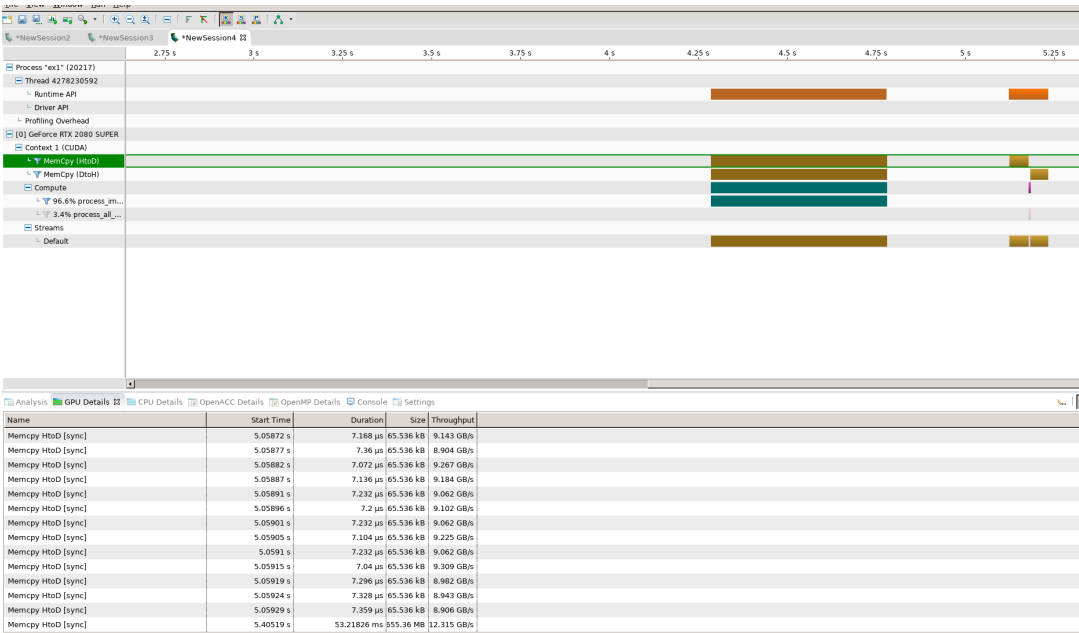 File View Window Run Help
*NewSession2 *NewSession3 *NewSession4
2.75 s 3 s 3.25 s 3.5 s 3.75 s 4 s 4.25 s 4.5 s 4.75 s 5 s 5.25 s
Process "ex1" (20217)
Thread 4278230592
Runtime API
Driver API
Profiling Overhead
[0] GeForce RTX 2080 SUPER
Context 1 (CUDA)
MemCpy (HtoD)
MemCpy (DtoH)
Compute
96.6% process_im...
3.4% process_all_...
Streams
Default
Analysis GPU Details CPU Details OpenACC Details OpenMP Details Console Settings
Name Start Time Duration Size Throughput
Memcpy HtoD [sync] 5.05872 s 7.168 µs 65.536 kB 9.143 GB/s
Memcpy HtoD [sync] 5.05877 s 7.36 µs 65.536 kB 8.904 GB/s
Memcpy HtoD [sync] 5.05882 s 7.072 µs 65.536 kB 9.267 GB/s
Memcpy HtoD [sync] 5.05887 s 7.136 µs 65.536 kB 9.184 GB/s
Memcpy HtoD [sync] 5.05891 s 7.232 µs 65.536 kB 9.062 GB/s
Memcpy HtoD [sync] 5.05896 s 7.2 µs 65.536 kB 9.102 GB/s
Memcpy HtoD [sync] 5.05901 s 7.232 µs 65.536 kB 9.062 GB/s
Memcpy HtoD [sync] 5.05905 s 7.104 µs 65.536 kB 9.225 GB/s
Memcpy HtoD [sync] 5.0591 s 7.232 µs 65.536 kB 9.062 GB/s
Memcpy HtoD [sync] 5.05915 s 7.04 µs 65.536 kB 9.309 GB/s
Memcpy HtoD [sync] 5.05919 s 7.296 µs 65.536 kB 8.982 GB/s
Memcpy HtoD [sync] 5.05924 s 7.328 µs 65.536 kB 8.943 GB/s
Memcpy HtoD [sync] 5.05929 s 7.359 µs 65.536 kB 8.906 GB/s
Memcpy HtoD [sync] 5.40519 s 53.21826 ms 655.36 MB 12.315 GB/s